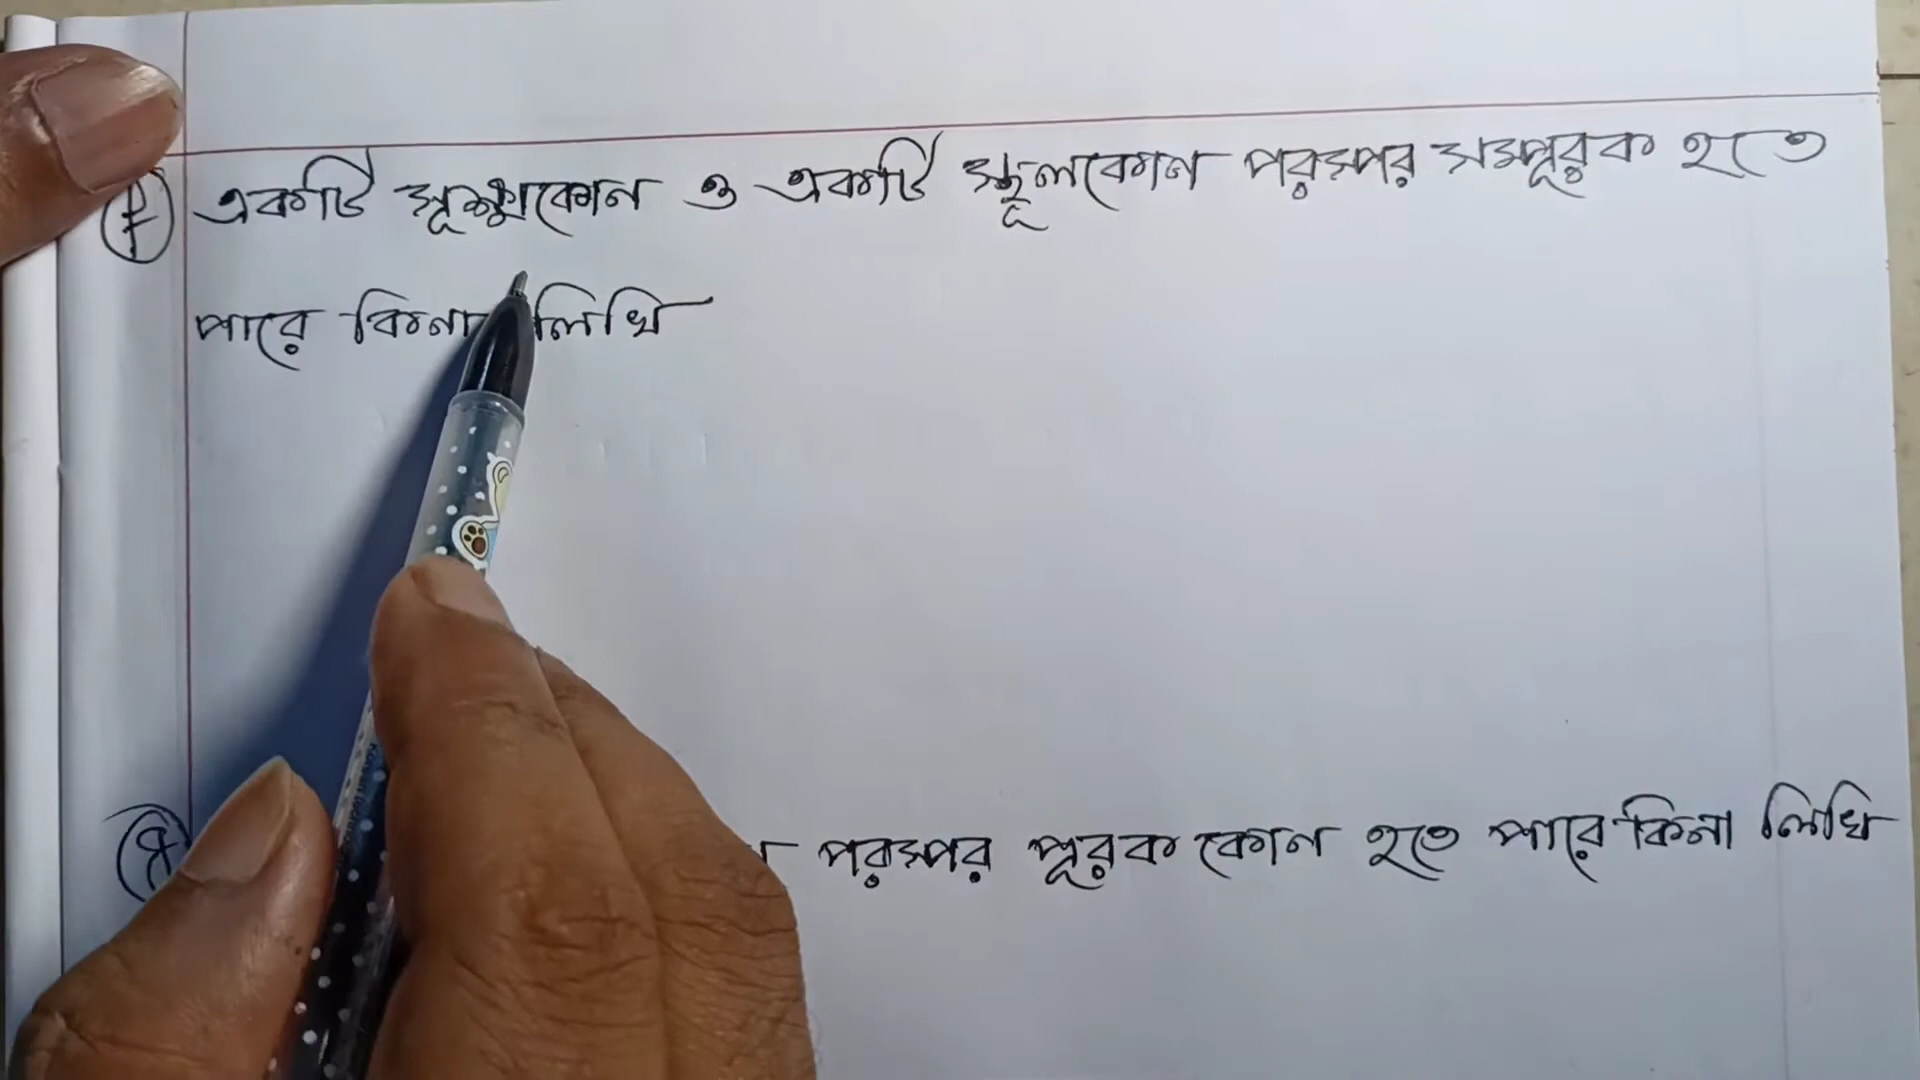 একটি সূক্ষ্মকোণ ও একটি স্থূলকোণ পরস্পর সম্পূরক হতে
পারে কিনা লিখি
পরস্পর পূরক কোণ হতে পারে কিনা লিখি